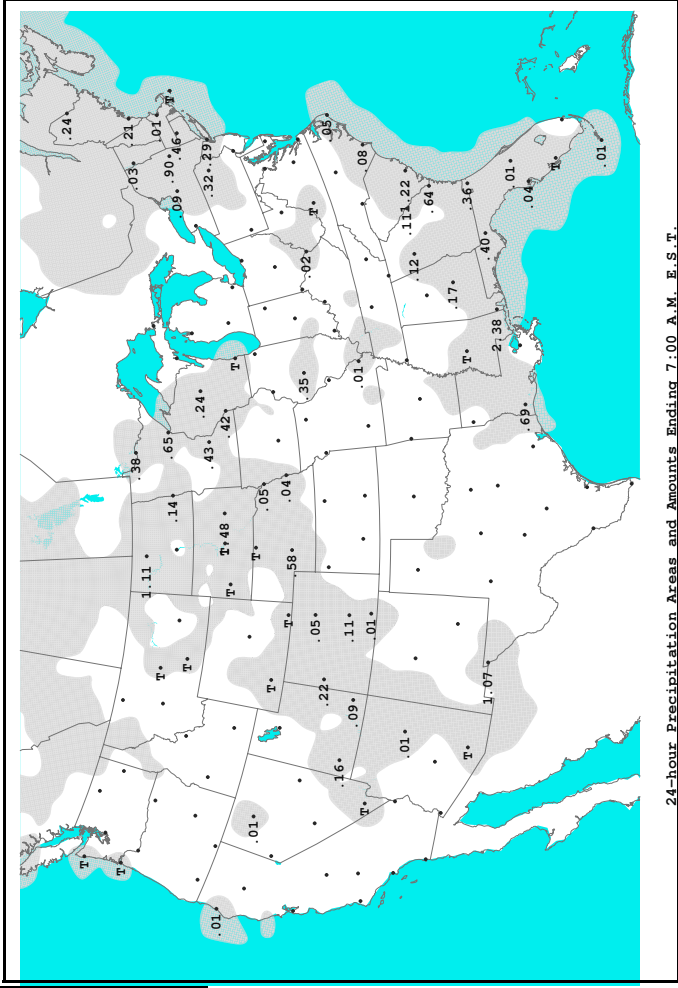 .24
T
T
.21
.03
.38
1.11
.01
T
.65
.90
T
.14
.09
.46
T
.24
.29
.43
.32
.01
T .48
.42
T
T
.01
T
.05
T
.04
T
.58
.35
.02
T
.05
.22
.05
.16
.11
.09
.01
.08
T
.01
.01
.11 .22
.12
.64
.17
T
T
.36
.40
1.07
2.38
.01
.69
.04
T
.01
24-hour Precipitation Areas and Amounts Ending 7:00 A.M. E.S.T.